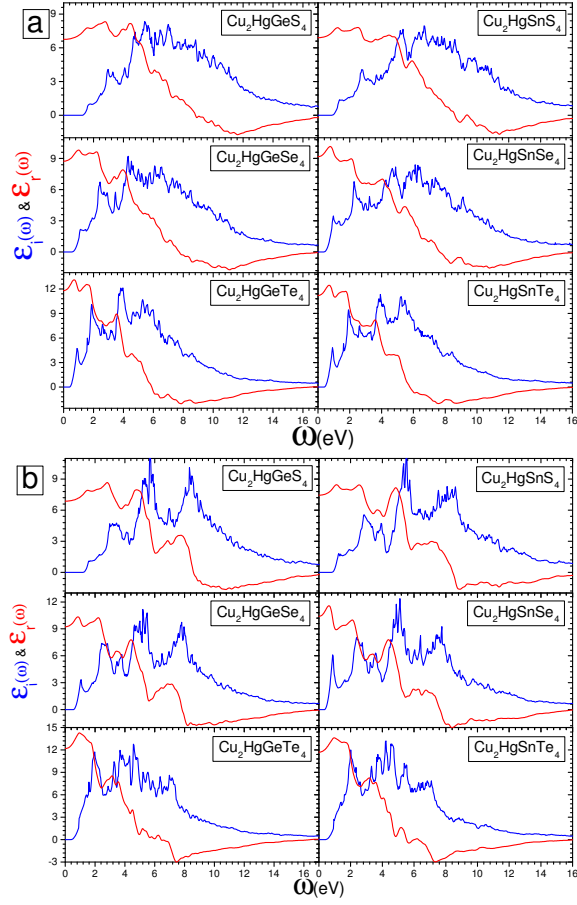 a
Cu2HgGeS4
Cu2HgSnS4
9
6
3
0
Cu2HgGeSe4
Cu2HgSnSe4
9
6
3
0
Cu2HgGeTe4
Cu2HgSnTe4
12
9
6
3
0
0 2 4 6 8 10 12 14 16 0 2 4 6 8 10 12 14 16
εi(ω) & εr(ω)
ω(eV)
b
Cu2HgGeS4
Cu2HgSnS4
9
6
3
0
Cu2HgGeSe4
Cu2HgSnSe4
9
6
3
0
15
Cu2HgGeTe4
Cu2HgSnTe4
12
9
6
3
0
-3
0 2 4 6 8 10 12 14 16 0 2 4 6 8 10 12 14 16
εi(ω) & εr(ω)
ω(eV)